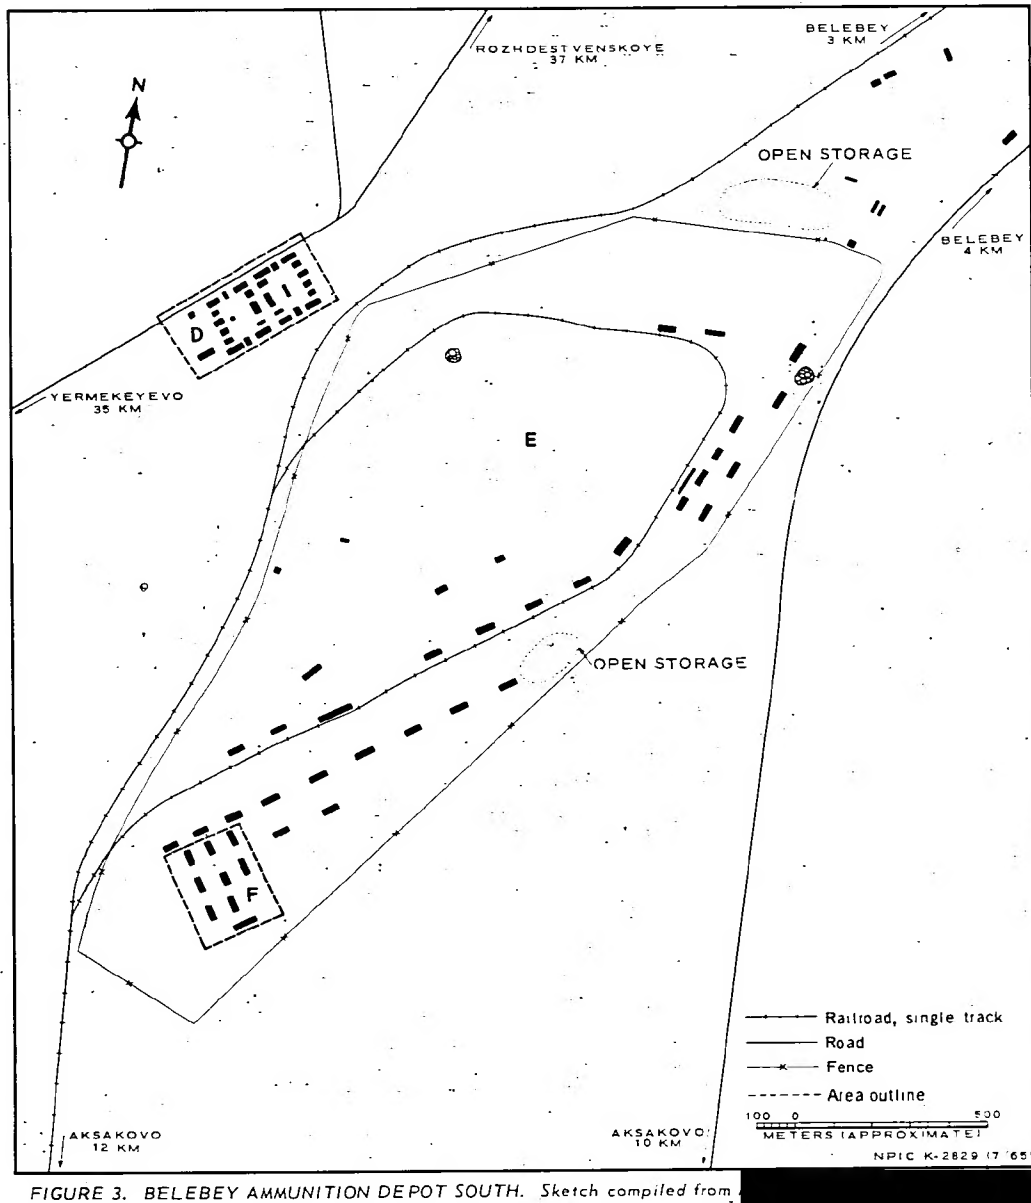 ROZHDESTVENSKOYE
37 KM
BELEBEY
3 KM
N
OPEN STORAGE
BELEBEY
4 KM
D
YERMEKEYEVO
35 KM
E
OPEN STORAGE
F
Railroad, single track
Road
Fence
Area outline
100 0 500
METERS (APPROXIMATE)
AKSAKOVO
12 KM
AKSAKOVO
10 KM
NPIC K-2829 (7/65
FIGURE 3. BELEBEY AMMUNITION DEPOT SOUTH. Sketch compiled from